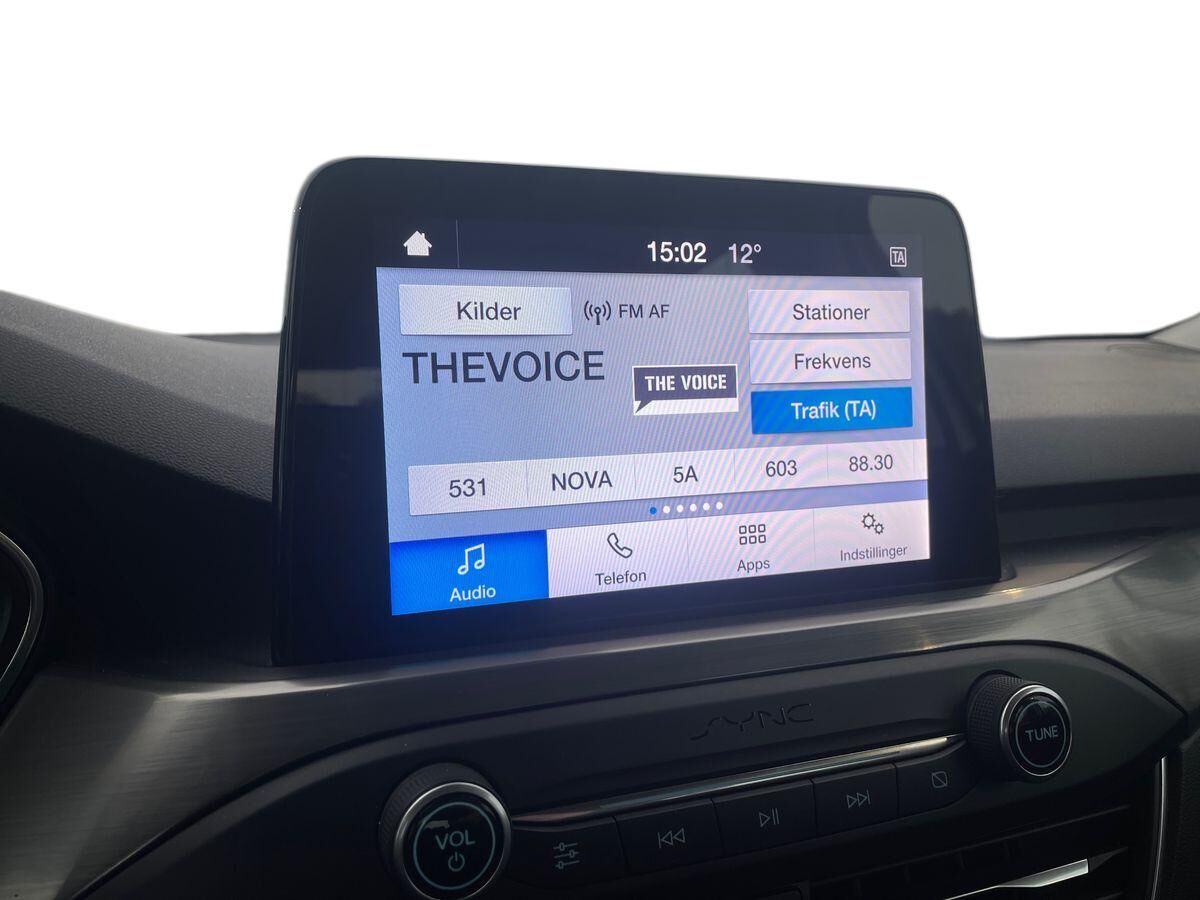 15:02 12° TA
Kilder FM AF Stationer
THEVOICE THE VOICE Frekvens
Trafik (TA)
531 NOVA 5A 603 88.30
Audio Telefon Apps Indstillinger
SYNC
TUNE
VOL